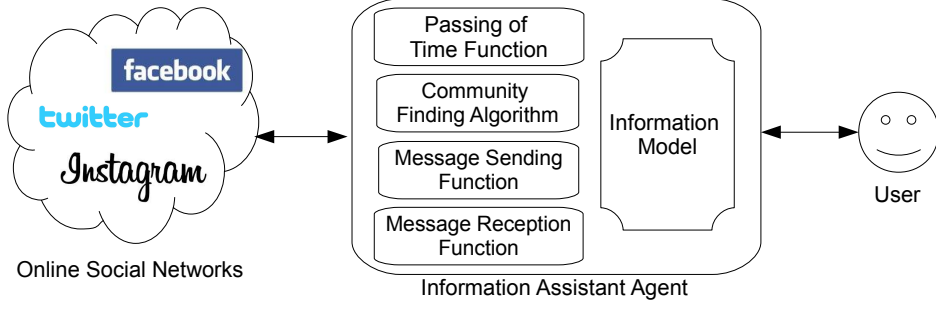 facebook
twitter
Instagram
Online Social Networks
Passing of
Time Function
Community
Finding Algorithm
Message Sending
Function
Message Reception
Function
Information
Model
Information Assistant Agent
User